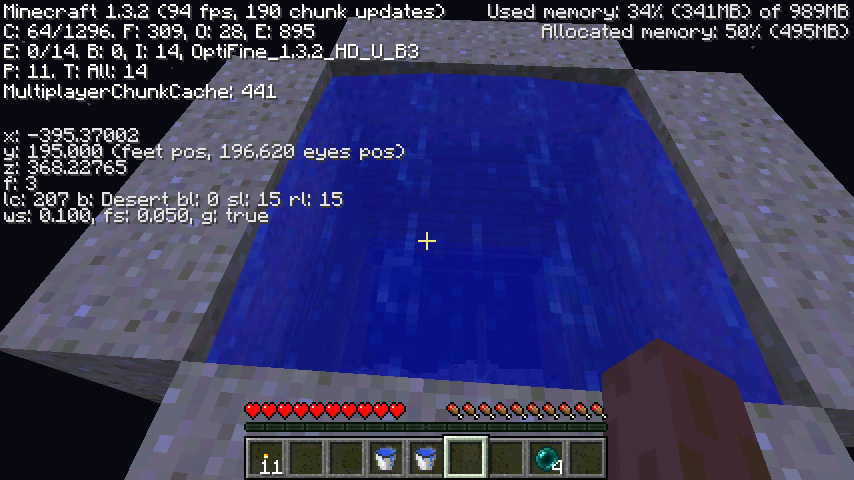 Minecraft 1.3.2 (94 fps, 190 chunk updates)
C: 64/1296. F: 309, O: 28, E: 895
E: 0/14. B: 0, I: 14, OptiFine_1.3.2_HD_U_B3
P: 11. T: All: 14
MultiplayerChunkCache: 441
Used memory: 34% (341MB) of 989MB
Allocated memory: 50% (495MB)
x: -395.37002
y: 195.000 (feet pos, 196.620 eyes pos)
z: 368.22765
f: 3
lc: 207 b: Desert bl: 0 sl: 15 rl: 15
ws: 0.100, fs: 0.050, g: true
11
4